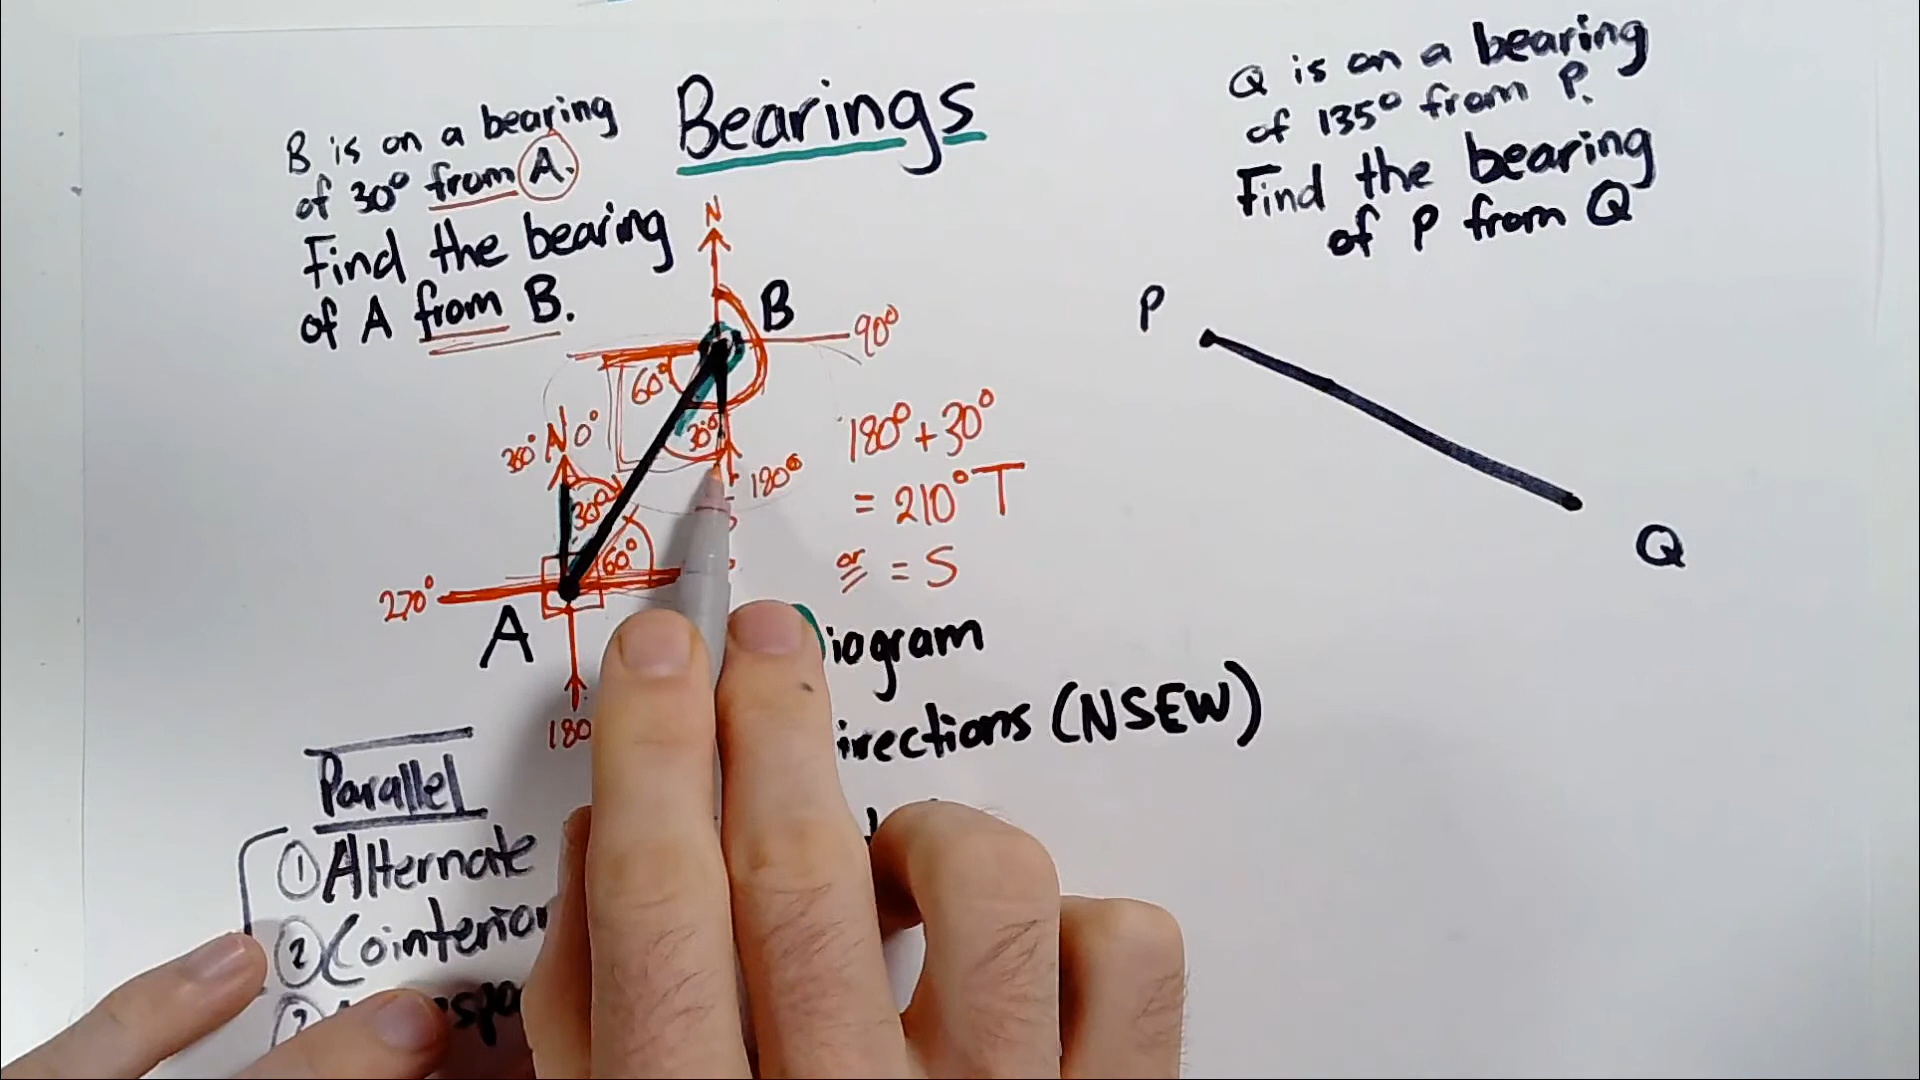 Bearings
B is on a bearing
of 30° from A.
Find the bearing
of A from B.
Q is on a bearing
of 135° from P.
Find the bearing
of P from Q
N
B
90°
60°
30°
180°
360° N 0°
30°
60°
270°
A
180
180° + 30°
= 210° T
or = S
P
Q
iagram
irections (NSEW)
Parallel
① Alternate
② Cointerior